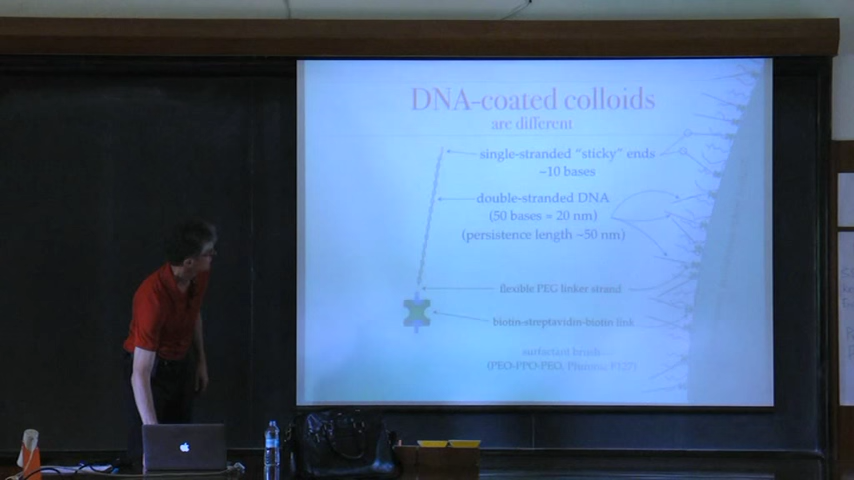 DNA-coated colloids
are different
single-stranded "sticky" ends
~10 bases
double-stranded DNA
(50 bases = 20 nm)
(persistence length ~50 nm)
flexible PEG linker strand
biotin-streptavidin-biotin link
surfactant brush
(PEO-PPO-PEO, Pluronic F127)